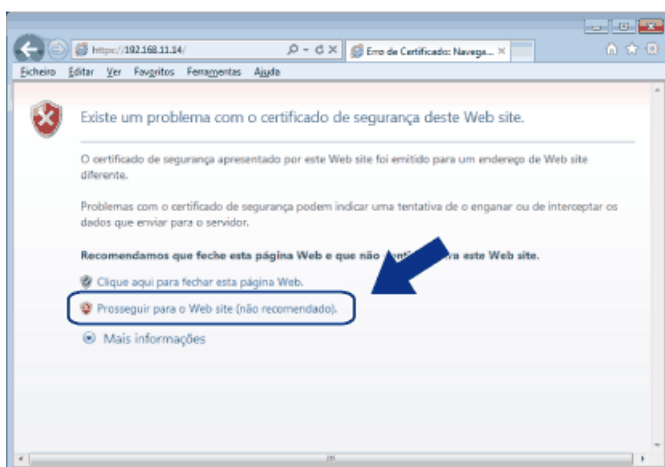 https://192.168.11.14/
Erro de Certificado: Navega...
Ficheiro Editar Ver Favoritos Ferramentas Ajuda
Existe um problema com o certificado de segurança deste Web site.
O certificado de segurança apresentado por este Web site foi emitido para um endereço de Web site
diferente.
Problemas com o certificado de segurança podem indicar uma tentativa de o enganar ou de interceptar os
dados que enviar para o servidor.
Recomendamos que feche esta página Web e que não este Web site.
Clique aqui para fechar esta página Web.
Prosseguir para o Web site (não recomendado).
Mais informações